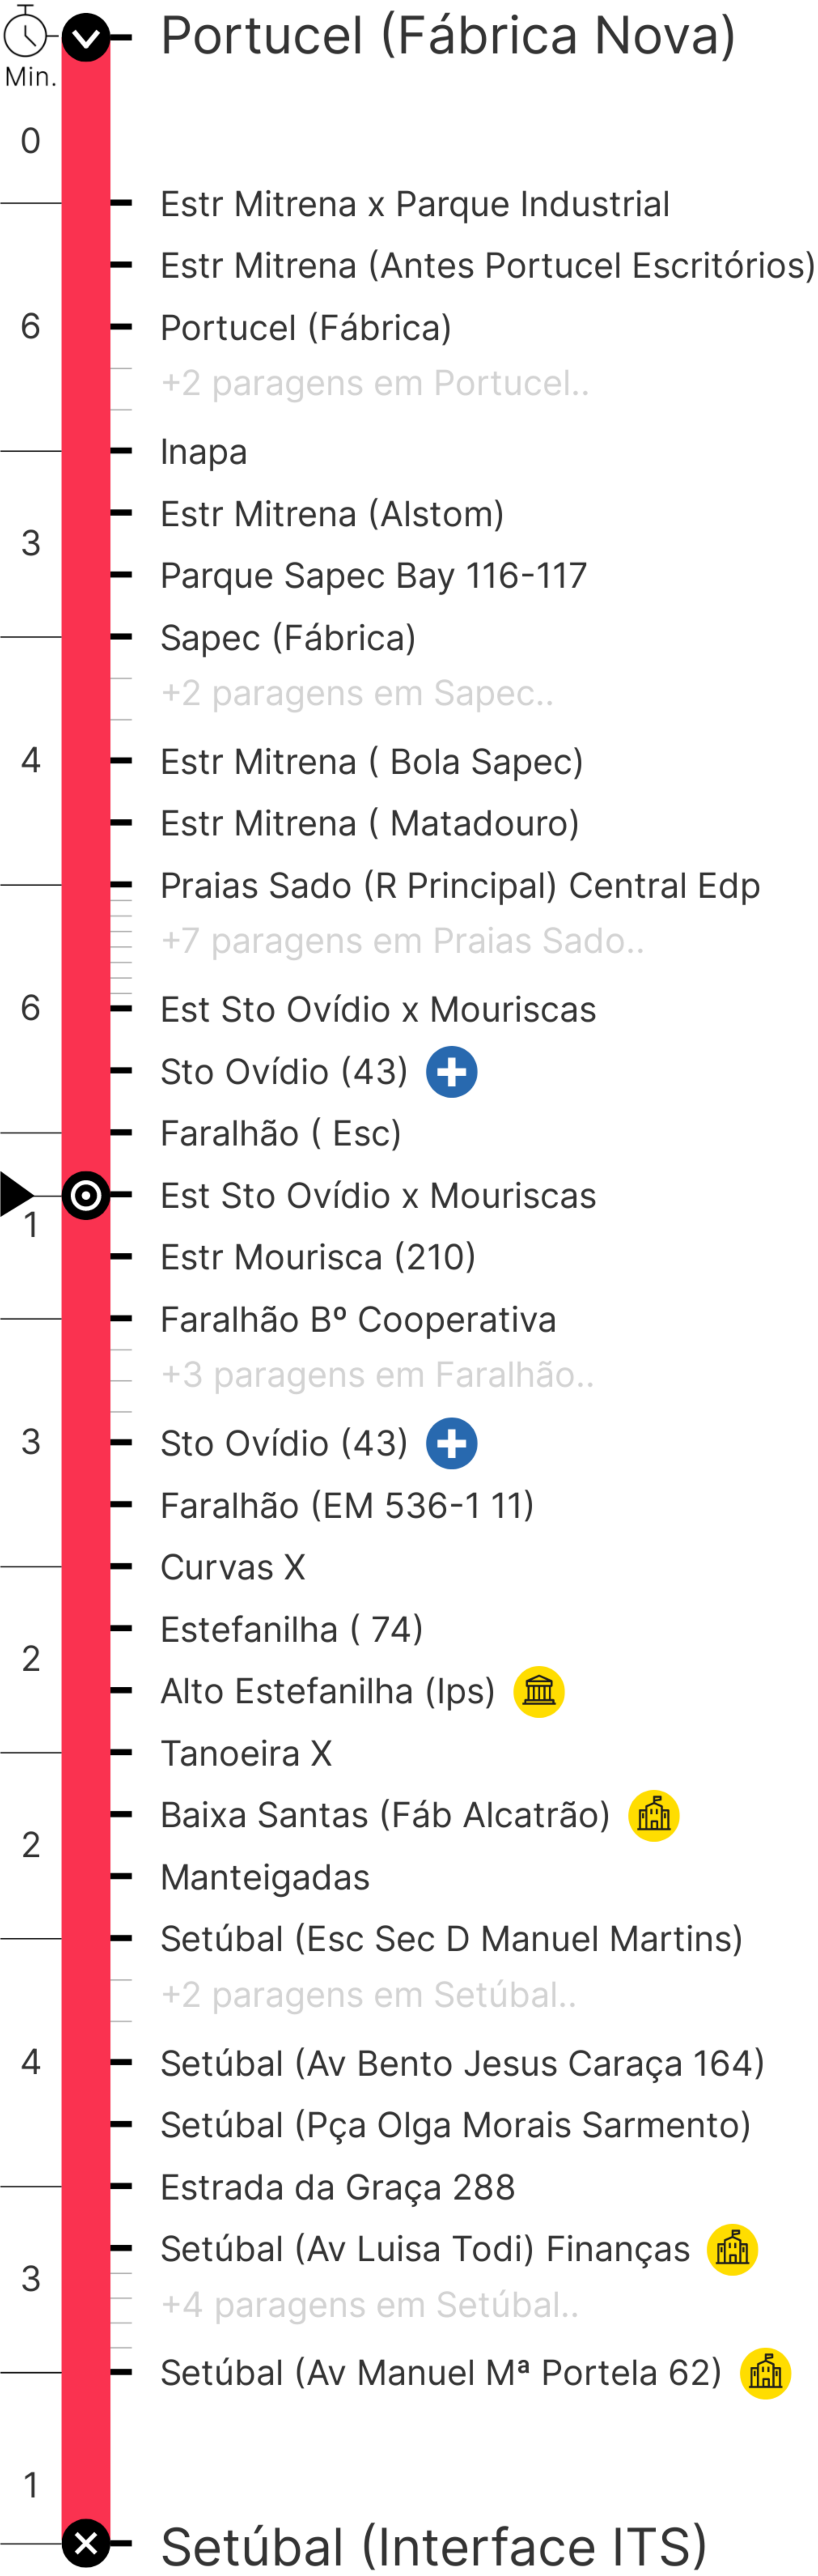 Portucel (Fábrica Nova)
Min.
0
Estr Mitrena x Parque Industrial
Estr Mitrena (Antes Portucel Escritórios)
6
Portucel (Fábrica)
+2 paragens em Portucel..
Inapa
Estr Mitrena (Alstom)
3
Parque Sapec Bay 116-117
Sapec (Fábrica)
+2 paragens em Sapec..
4
Estr Mitrena ( Bola Sapec)
Estr Mitrena ( Matadouro)
Praias Sado (R Principal) Central Edp
+7 paragens em Praias Sado..
6
Est Sto Ovídio x Mouriscas
Sto Ovídio (43)
Faralhão ( Esc)
Est Sto Ovídio x Mouriscas
1
Estr Mourisca (210)
Faralhão Bº Cooperativa
+3 paragens em Faralhão..
3
Sto Ovídio (43)
Faralhão (EM 536-1 11)
Curvas X
Estefanilha ( 74)
2
Alto Estefanilha (Ips)
Tanoeira X
Baixa Santas (Fáb Alcatrão)
2
Manteigadas
Setúbal (Esc Sec D Manuel Martins)
+2 paragens em Setúbal..
4
Setúbal (Av Bento Jesus Caraça 164)
Setúbal (Pça Olga Morais Sarmento)
Estrada da Graça 288
Setúbal (Av Luisa Todi) Finanças
3
+4 paragens em Setúbal..
Setúbal (Av Manuel Mª Portela 62)
1
Setúbal (Interface ITS)